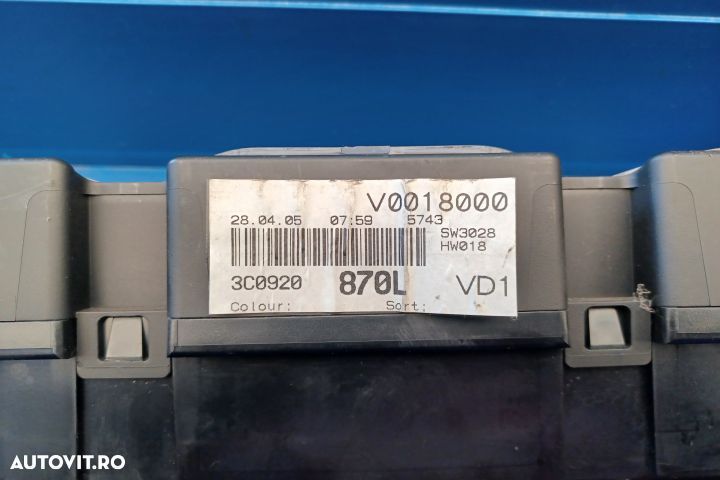 V0018000
28.04.05 07:59 5743
SW3028
HW018
3C0920 870L VD1
Colour: Sort:
AUTOVIT.RO